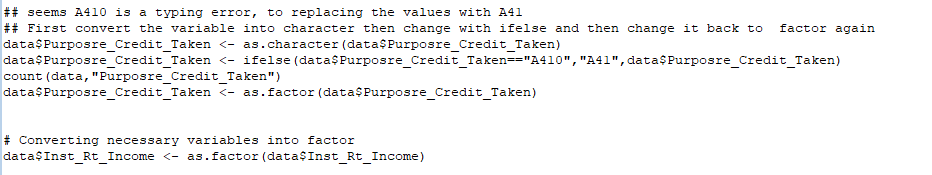 ## seems A410 is a typing error, to replacing the values with A41
## First convert the variable into character then change with ifelse and then change it back to  factor again
data$Purposre_Credit_Taken <- as.character(data$Purposre_Credit_Taken)
data$Purposre_Credit_Taken <- ifelse(data$Purposre_Credit_Taken=="A410","A41",data$Purposre_Credit_Taken)
count(data,"Purposre_Credit_Taken")
data$Purposre_Credit_Taken <- as.factor(data$Purposre_Credit_Taken)
# Converting necessary variables into factor
data$Inst_Rt_Income <- as.factor(data$Inst_Rt_Income)